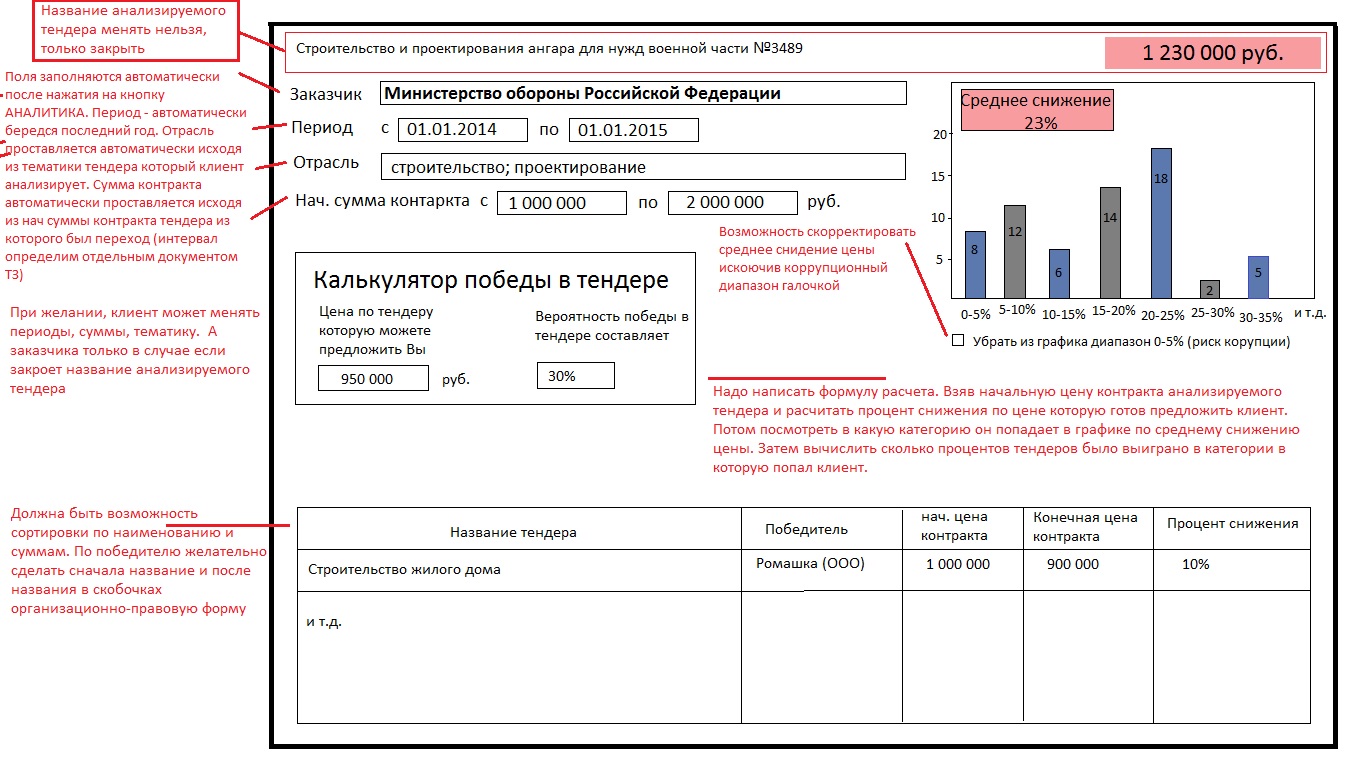 Название анализируемого
тендера менять нельзя,
только закрыть
Строительство и проектирования ангара для нужд военной части №3489
1 230 000 руб.
Поля заполняются автоматически
после нажатия на кнопку
АНАЛИТИКА. Период - автоматически
бередся последний год. Отрасль
проставляется автоматически исходя
из тематики тендера который клиент
анализирует. Сумма контракта
автоматически проставляется исходя
из нач суммы контракта тендера из
которого был переход (интервал
определим отдельным документом
ТЗ)
При желании, клиент может менять
периоды, суммы, тематику. А
заказчика только в случае если
закроет название анализируемого
тендера
Заказчик Министерство обороны Российской Федерации
Период с 01.01.2014 по 01.01.2015
Отрасль строительство; проектирование
Нач. сумма контаркта с 1 000 000 по 2 000 000 руб.
Среднее снижение
23%
20
15
10
5
8
12
6
14
18
2
5
0-5% 5-10% 10-15% 15-20% 20-25% 25-30% 30-35% и т.д.
Убрать из графика диапазон 0-5% (риск корупции)
Возможность скорректировать
среднее снидение цены
искоючив коррупционный
диапазон галочкой
Калькулятор победы в тендере
Цена по тендеру
которую можете
предложить Вы
950 000 руб.
Вероятность победы в
тендере составляет
30%
Надо написать формулу расчета. Взяв начальную цену контракта анализируемого
тендера и расчитать процент снижения по цене которую готов предложить клиент.
Потом посмотреть в какую категорию он попадает в графике по среднему снижению
цены. Затем вычислить сколько процентов тендеров было выиграно в категории в
которую попал клиент.
Должна быть возможность
сортировки по наименованию и
суммам. По победителю желательно
сделать сначала название и после
названия в скобочках
организационно-правовую форму
Название тендера
Победитель
нач. цена
контракта
Конечная цена
контракта
Процент снижения
Строительство жилого дома
Ромашка (ООО)
1 000 000
900 000
10%
и т.д.